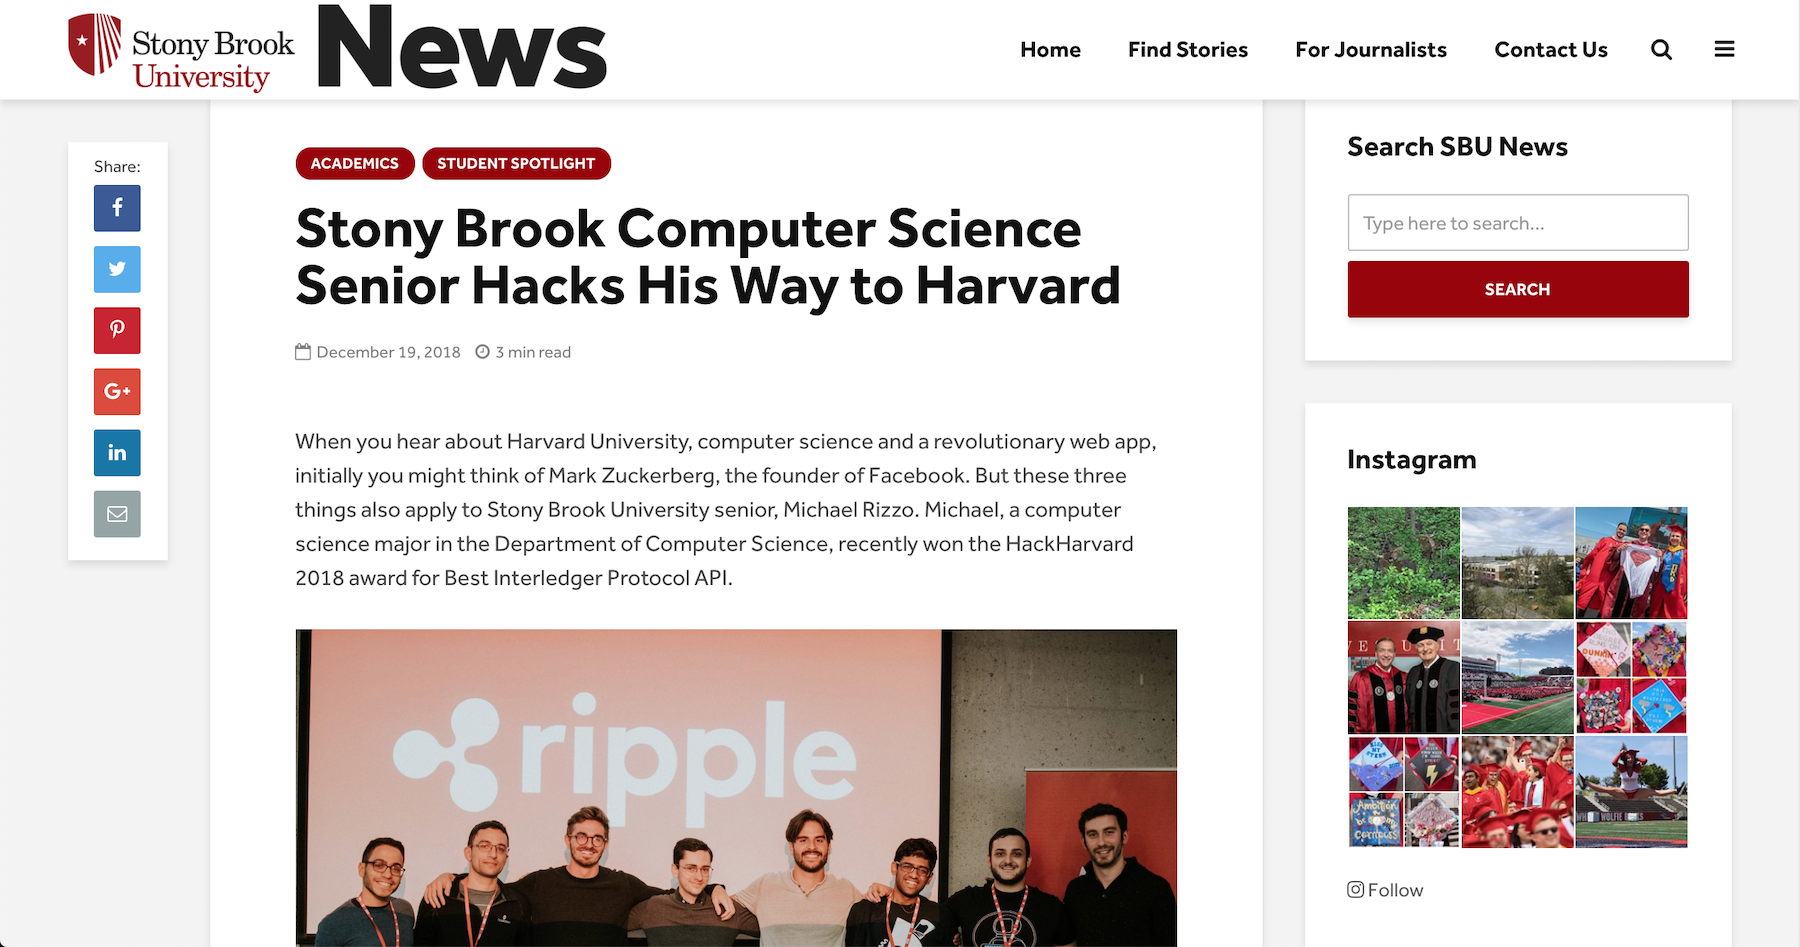 Stony Brook
University
News
Home
Find Stories
For Journalists
Contact Us
Share:
G+
in
ACADEMICS
STUDENT SPOTLIGHT
Stony Brook Computer Science
Senior Hacks His Way to Harvard
December 19, 2018
3 min read
When you hear about Harvard University, computer science and a revolutionary web app,
initially you might think of Mark Zuckerberg, the founder of Facebook. But these three
things also apply to Stony Brook University senior, Michael Rizzo. Michael, a computer
science major in the Department of Computer Science, recently won the HackHarvard
2018 award for Best Interledger Protocol API.
ripple
Search SBU News
Type here to search...
SEARCH
Instagram
DUNKIN'
Ambition
compass
WOLFIE
Follow